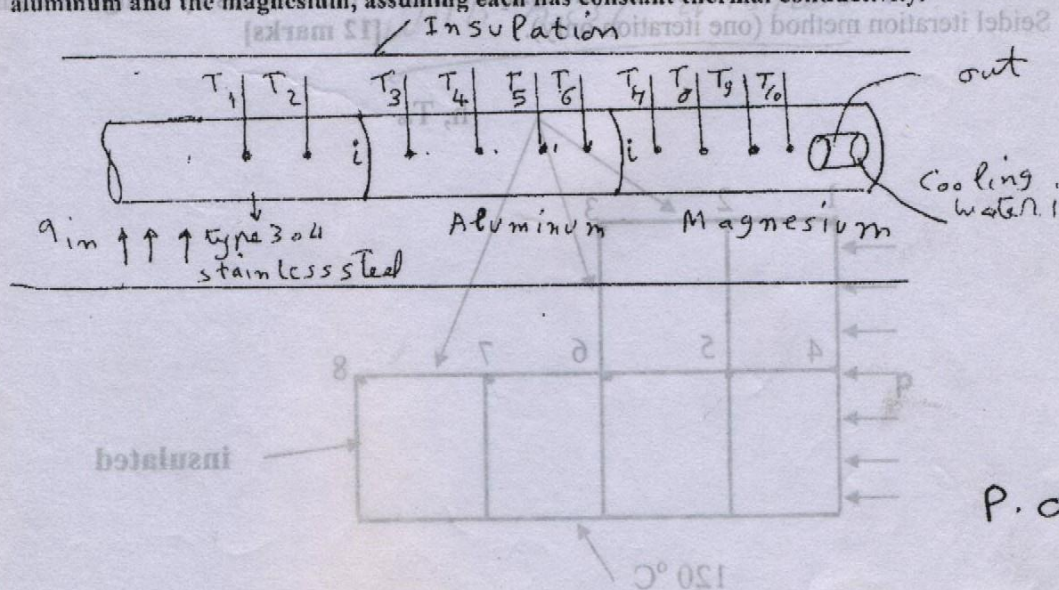 aluminum and the magnesium, assuming each has constant thermal conductivity.
Seidel iteration method (one iteration only). [12 marks]
Insulation
T1 T2 T3 T4 T5 T6 T7 T8 T9 T10
out
h, T
i i
Cooling
water i
Aluminum Magnesium
q in type 304
stainless steel
3 2 1
8 7 6 5 4
q
insulated
P. o
120 °C